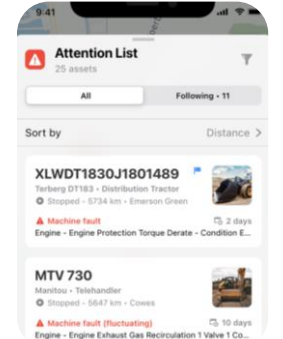 9:41
Attention List
25 assets
All
Following • 11
Sort by
Distance >
XLWDT1830J1801489
Terberg DT183 • Distribution Tractor
Stopped • 5734 km • Emerson Green
Machine fault
2 days
Engine - Engine Protection Torque Derate - Condition E...
MTV 730
Manitou • Telehandler
Stopped • 5647 km • Cowes
Machine fault (fluctuating)
10 days
Engine - Engine Exhaust Gas Recirculation 1 Valve 1 Co...